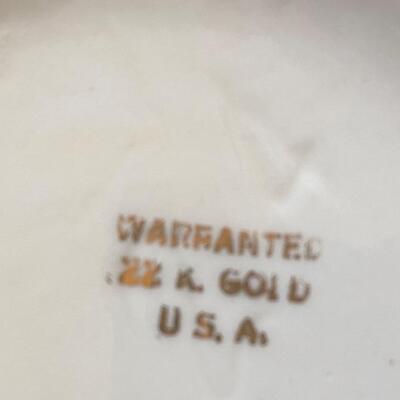 WARRANTED
22 K. GOLD
U S. A.